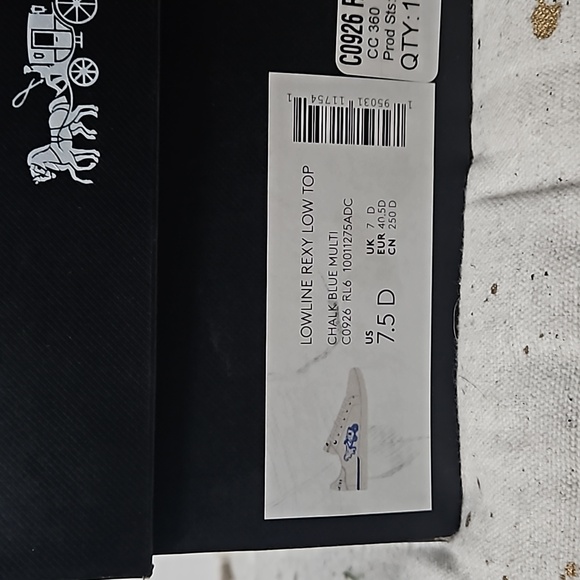 C0926 R
CC 360
Prod Sts:
QTY: 1
1 95031 11754 1
LOWLINE REXY LOW TOP
CHALK BLUE MULTI
C0926 RL6 10011275ADC
US
7.5 D
UK 7 D
EUR 40.5D
CN 250 D